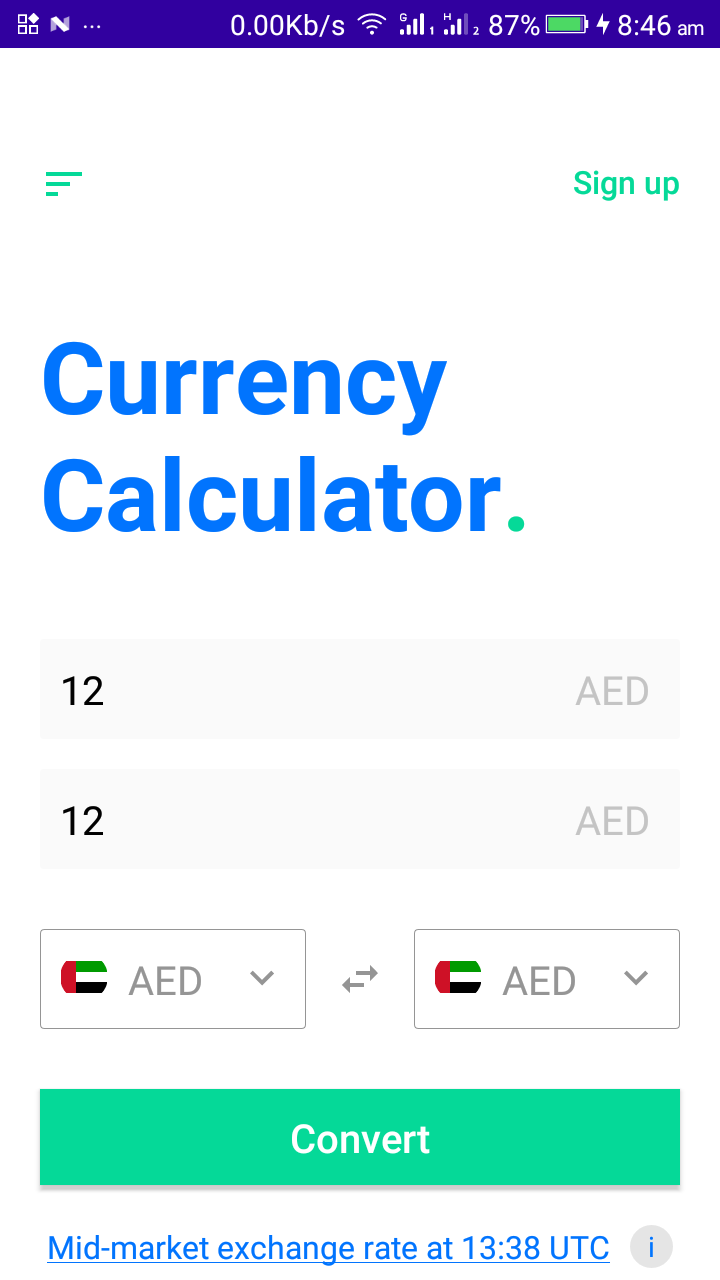 0.00Kb/s G 1 H 2 87% 8:46 am
Sign up
Currency
Calculator.
12 AED
12 AED
AED AED
Convert
Mid-market exchange rate at 13:38 UTC i